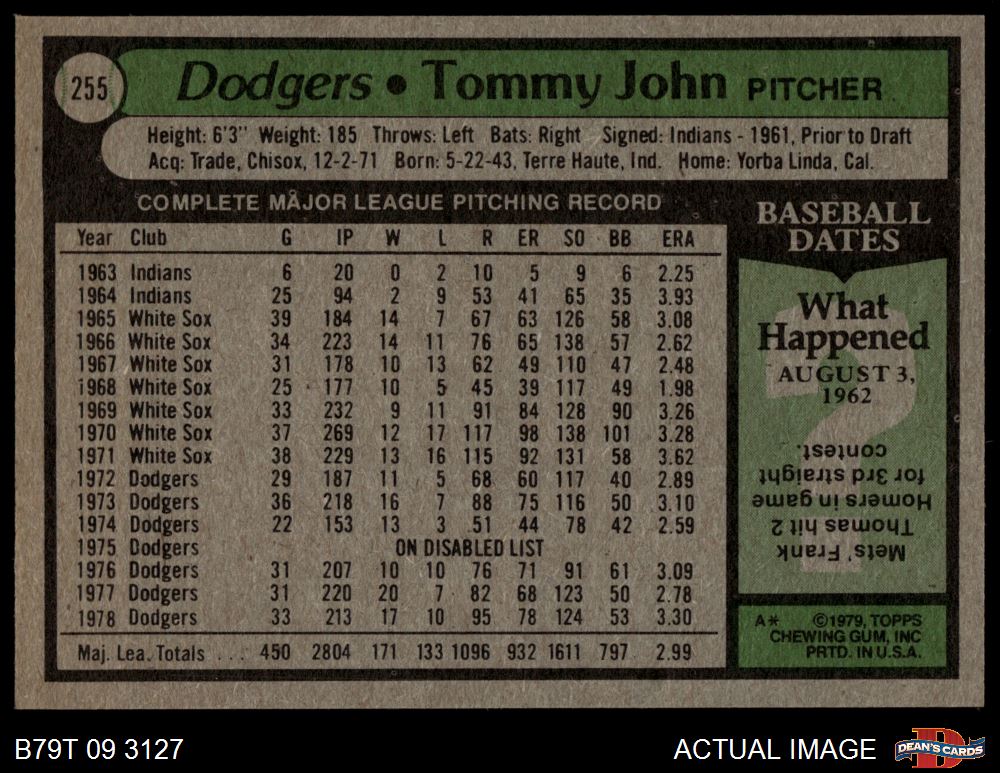 255
Dodgers • Tommy John PITCHER
Height: 6'3" Weight: 185 Throws: Left Bats: Right Signed: Indians - 1961, Prior to Draft
Acq: Trade, Chisox, 12-2-71 Born: 5-22-43, Terre Haute, Ind. Home: Yorba Linda, Cal.
COMPLETE MAJOR LEAGUE PITCHING RECORD
Year Club G IP W L R ER SO BB ERA
1963 Indians 6 20 0 2 10 5 9 6 2.25
1964 Indians 25 94 2 9 53 41 65 35 3.93
1965 White Sox 39 184 14 7 67 63 126 58 3.08
1966 White Sox 34 223 14 11 76 65 138 57 2.62
1967 White Sox 31 178 10 13 62 49 110 47 2.48
1968 White Sox 25 177 10 5 45 39 117 49 1.98
1969 White Sox 33 232 9 11 91 84 128 90 3.26
1970 White Sox 37 269 12 17 117 98 138 101 3.28
1971 White Sox 38 229 13 16 115 92 131 58 3.62
1972 Dodgers 29 187 11 5 68 60 117 40 2.89
1973 Dodgers 36 218 16 7 88 75 116 50 3.10
1974 Dodgers 22 153 13 3 51 44 78 42 2.59
1975 Dodgers ON DISABLED LIST
1976 Dodgers 31 207 10 10 76 71 91 61 3.09
1977 Dodgers 31 220 20 7 82 68 123 50 2.78
1978 Dodgers 33 213 17 10 95 78 124 53 3.30
Maj. Lea. Totals ... 450 2804 171 133 1096 932 1611 797 2.99
BASEBALL
DATES
What
Happened
AUGUST 3,
1962
Mets' Frank
Thomas hit 2
Homers in game
for 3rd straight
contest.
A* ©1979, TOPPS
CHEWING GUM, INC
PRTD. IN U.S.A.
B79T 09 3127
ACTUAL IMAGE
D
DEAN'S CARDS